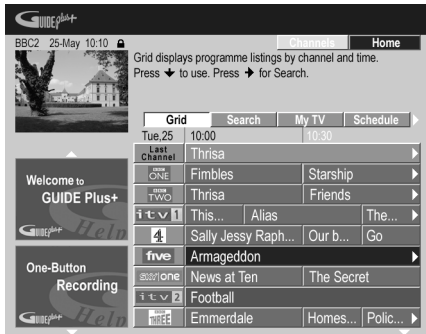 GUIDE plus+
BBC2 25-May 10:10
Channels Home
Grid displays programme listings by channel and time.
Press to use. Press for Search.
Grid Search My TV Schedule
Tue,25 10:00 10:30
Last Channel Thrisa
BBC ONE Fimbles Starship
BBC TWO Thrisa Friends
itv 1 This... Alias The...
4 Sally Jessy Raph... Our b... Go
five Armageddon
sky one News at Ten The Secret
itv 2 Football
BBC THREE Emmerdale Homes... Polic...
Welcome to
GUIDE Plus+
GUIDE plus+ Help
One-Button
Recording
GUIDE plus+ Help